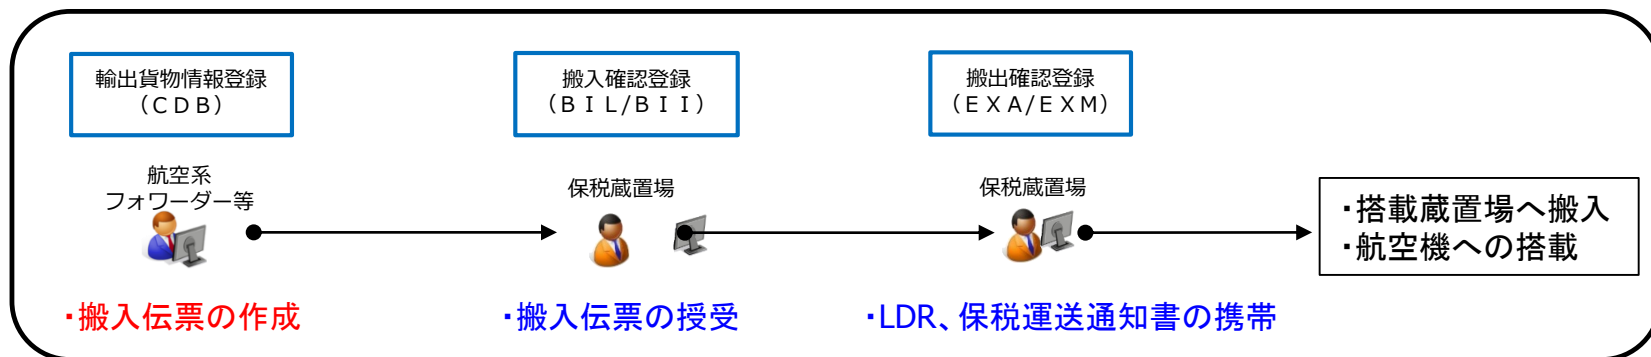 輸出貨物情報登録
（ＣＤＢ）
搬入確認登録
（ＢＩＬ/ＢＩＩ）
搬出確認登録
（ＥＸＡ/ＥＸＭ）
航空系
フォワーダー等
保税蔵置場
保税蔵置場
・搭載蔵置場へ搬入
・航空機への搭載
・搬入伝票の作成
・搬入伝票の授受
・LDR、保税運送通知書の携帯